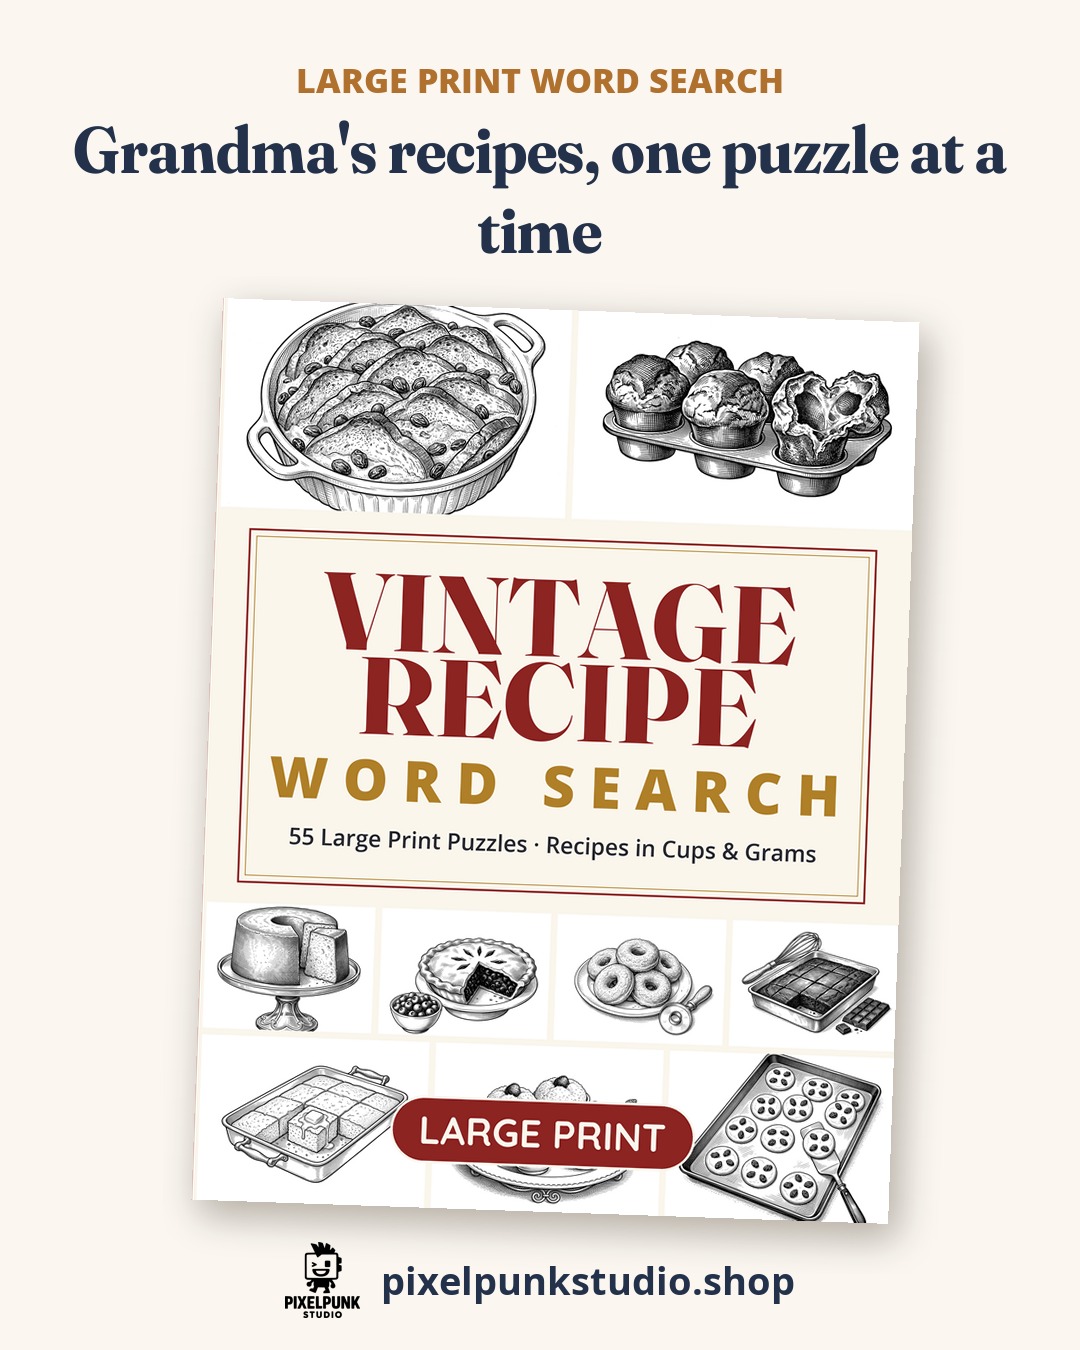 LARGE PRINT WORD SEARCH
Grandma's recipes, one puzzle at a
time
VINTAGE
RECIPE
WORD SEARCH
55 Large Print Puzzles · Recipes in Cups & Grams
LARGE PRINT
PIXELPUNK
STUDIO
pixelpunkstudio.shop